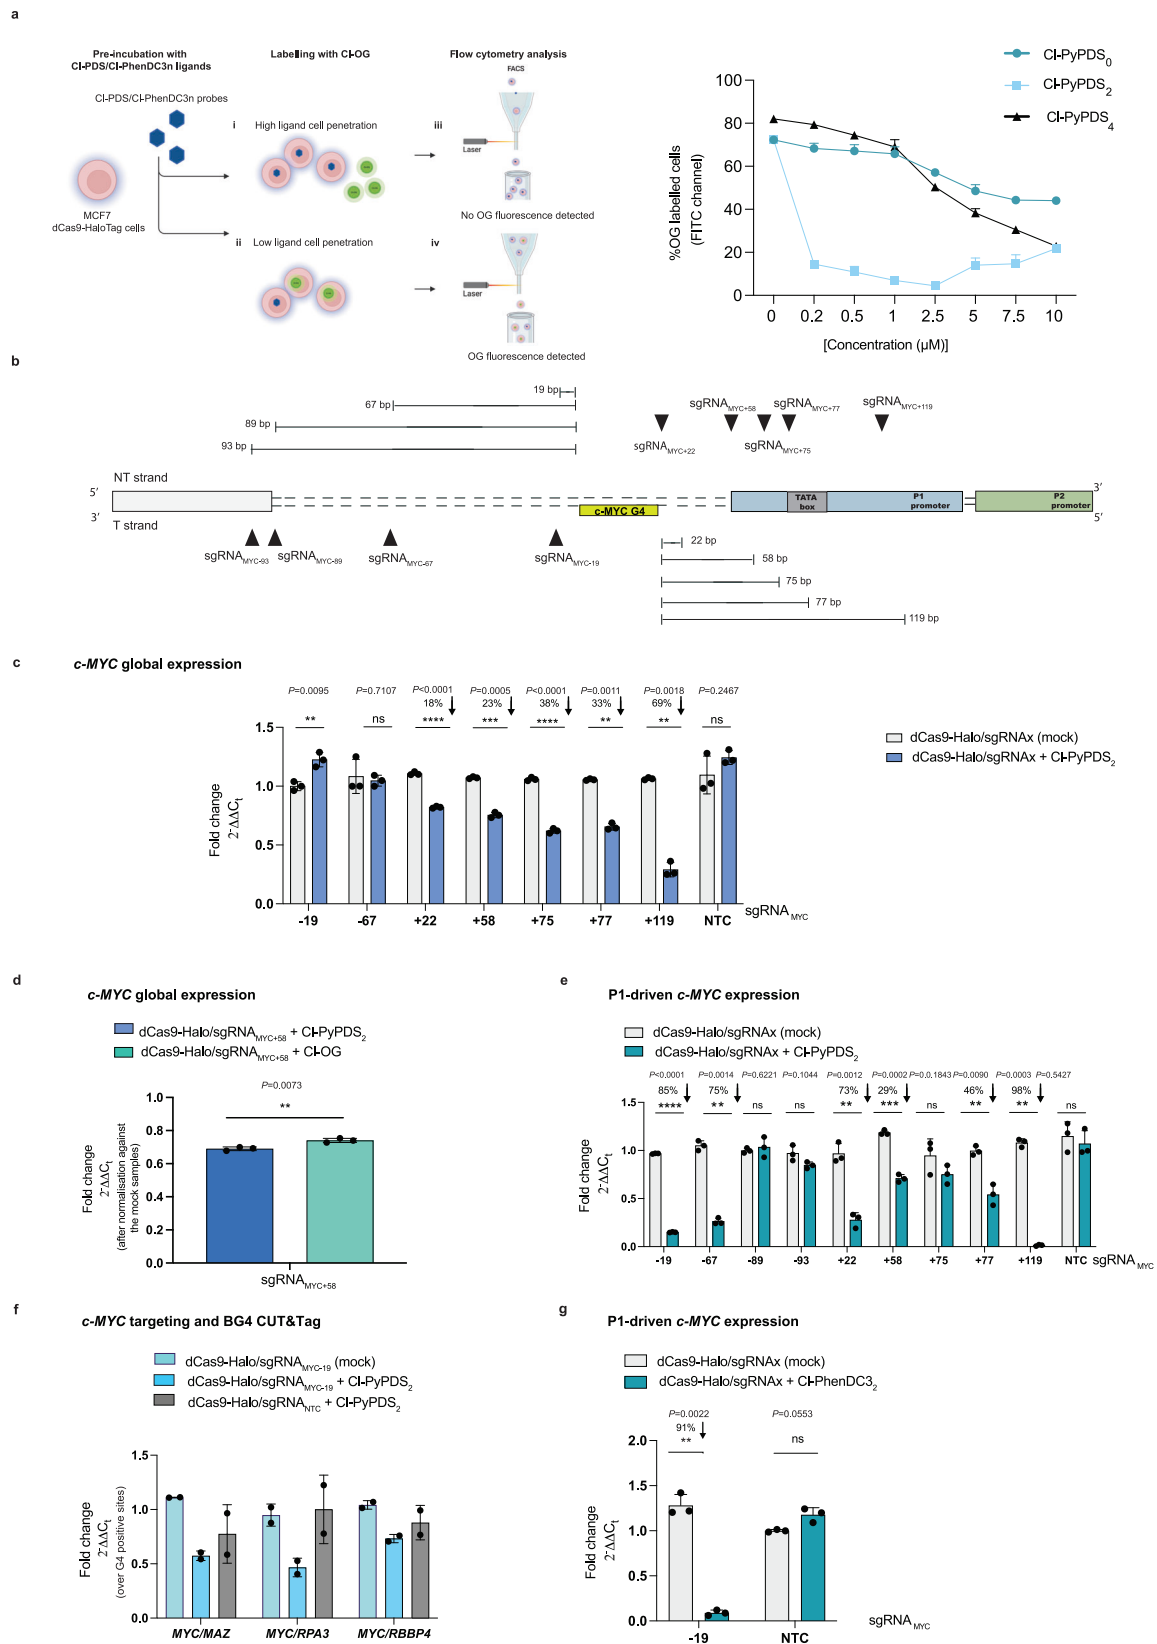 a
Pre-incubation with
Cl-PDS/Cl-PhenDC3n ligands
Labelling with Cl-OG
Flow cytometry analysis
FACS
Cl-PDS/Cl-PhenDC3n probes
i
High ligand cell penetration
iii
Laser
No OG fluorescence detected
MCF7
dCas9-HaloTag cells
ii
Low ligand cell penetration
iv
Laser
OG fluorescence detected
Cl-PyPDS0
Cl-PyPDS2
Cl-PyPDS4
%OG labelled cells
(FITC channel)
100
80
60
40
20
0
0 0.2 0.5 1 2.5 5 7.5 10
[Concentration (µM)]
b
19 bp
67 bp
89 bp
93 bp
sgRNAMYC+58
sgRNAMYC+77
sgRNAMYC+119
sgRNAMYC+22
sgRNAMYC+75
NT strand
5′
3′
T strand
c-MYC G4
TATA
box
P1
promoter
P2
promoter
3′
5′
sgRNAMYC-93
sgRNAMYC-89
sgRNAMYC-67
sgRNAMYC-19
22 bp
58 bp
75 bp
77 bp
119 bp
c
c-MYC global expression
P=0.0095 P=0.7107 P<0.0001 P=0.0005 P<0.0001 P=0.0011 P=0.0018 P=0.2467
18% 23% 38% 33% 69%
** ns **** *** **** ** ** ns
dCas9-Halo/sgRNAx (mock)
dCas9-Halo/sgRNAx + Cl-PyPDS2
Fold change
2-ΔΔCt
1.5
1.0
0.5
0.0
-19 -67 +22 +58 +75 +77 +119 NTC
sgRNAMYC
d
c-MYC global expression
dCas9-Halo/sgRNAMYC+58 + Cl-PyPDS2
dCas9-Halo/sgRNAMYC+58 + Cl-OG
P=0.0073
**
Fold change
2-ΔΔCt
(after normalisation against
the mock samples)
1.0
0.8
0.6
0.4
0.2
0.0
sgRNAMYC+58
e
P1-driven c-MYC expression
dCas9-Halo/sgRNAx (mock)
dCas9-Halo/sgRNAx + Cl-PyPDS2
P<0.0001 P=0.0014 P=0.6221 P=0.1044 P=0.0012 P=0.0002 P=0.0.1843 P=0.0090 P=0.0003 P=0.5427
85% 75% 73% 29% 46% 98%
**** ** ns ns ** *** ns ** ** ns
Fold change
2-ΔΔCt
1.5
1.0
0.5
0.0
-19 -67 -89 -93 +22 +58 +75 +77 +119 NTC
sgRNAMYC
f
c-MYC targeting and BG4 CUT&Tag
dCas9-Halo/sgRNAMYC-19 (mock)
dCas9-Halo/sgRNAMYC-19 + Cl-PyPDS2
dCas9-Halo/sgRNANTC + Cl-PyPDS2
Fold change
2-ΔΔCt
(over G4 positive sites)
1.5
1.0
0.5
0.0
MYC/MAZ MYC/RPA3 MYC/RBBP4
g
P1-driven c-MYC expression
dCas9-Halo/sgRNAx (mock)
dCas9-Halo/sgRNAx + Cl-PhenDC32
P=0.0022 P=0.0553
91%
** ns
Fold change
2-ΔΔCt
2.0
1.5
1.0
0.5
0.0
-19 NTC
sgRNAMYC